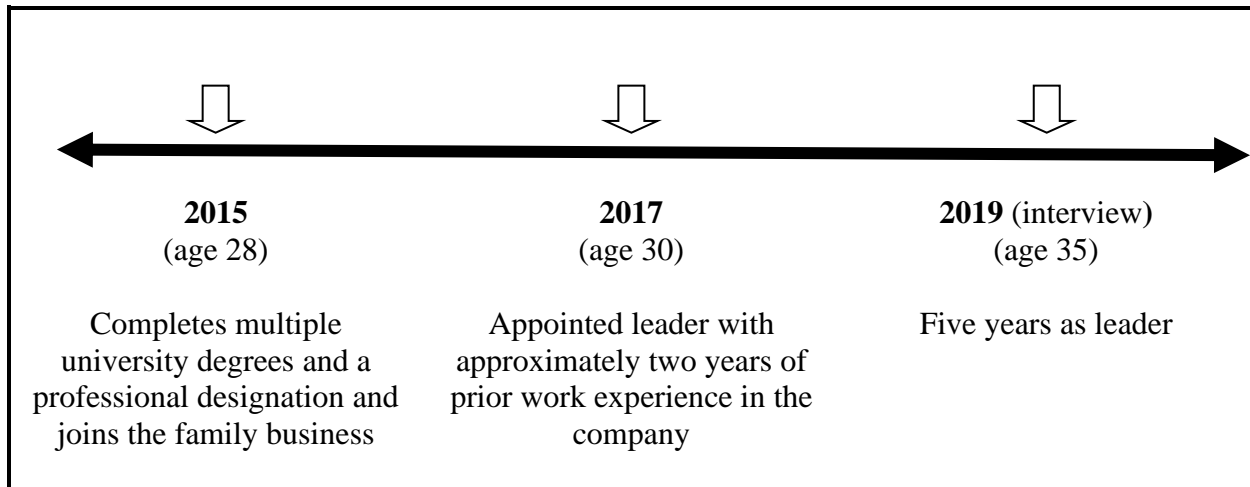 2015
(age 28)
Completes multiple
university degrees and a
professional designation and
joins the family business
2017
(age 30)
Appointed leader with
approximately two years of
prior work experience in the
company
2019 (interview)
(age 35)
Five years as leader